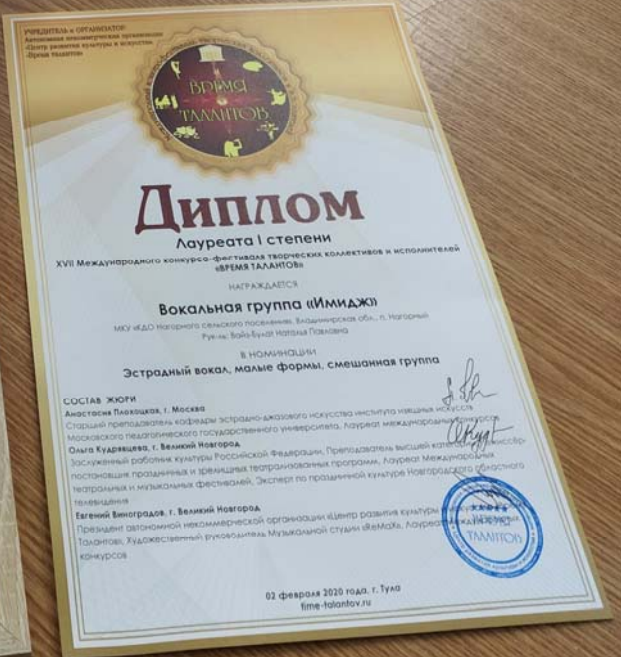 УЧРЕДИТЕЛЬ и ОРГАНИЗАТОР:
Автономная некоммерческая организация
«Центр развития культуры и искусства
«Время талантов»
ВРЕМЯ
ТАЛАНТОВ
Диплом
Лауреата I степени
XVII Международного конкурса-фестиваля творческих коллективов и исполнителей
«ВРЕМЯ ТАЛАНТОВ»
НАГРАЖДАЕТСЯ
Вокальная группа «Имидж»
МКУ «КДО Нагорного сельского поселения», Владимирская обл., п. Нагорный
Рук-ль: Вайз-Булат Наталья Павловна
В НОМИНАЦИИ
Эстрадный вокал, малые формы, смешанная группа
СОСТАВ ЖЮРИ
Анастасия Плохоцкая, г. Москва
Старший преподаватель кафедры эстрадно-джазового искусства института изящных искусств
Московского педагогического государственного университета, Лауреат международных конкурсов
Ольга Кудрявцева, г. Великий Новгород
Заслуженный работник культуры Российской Федерации, Преподаватель высшей категории, Режиссёр-
постановщик праздничных и зрелищных театрализованных программ, Лауреат Международных
театральных и музыкальных фестивалей, Эксперт по праздничной культуре Новгородского областного
телевидения
Евгений Виноградов, г. Великий Новгород
Президент автономной некоммерческой организации «Центр развития культуры и искусства
Талантов», Художественный руководитель Музыкальной студии «ReMaX», Лауреат международных
конкурсов
ВРЕМЯ
ТАЛАНТОВ
02 февраля 2020 года, г. Тула
time-talantov.ru